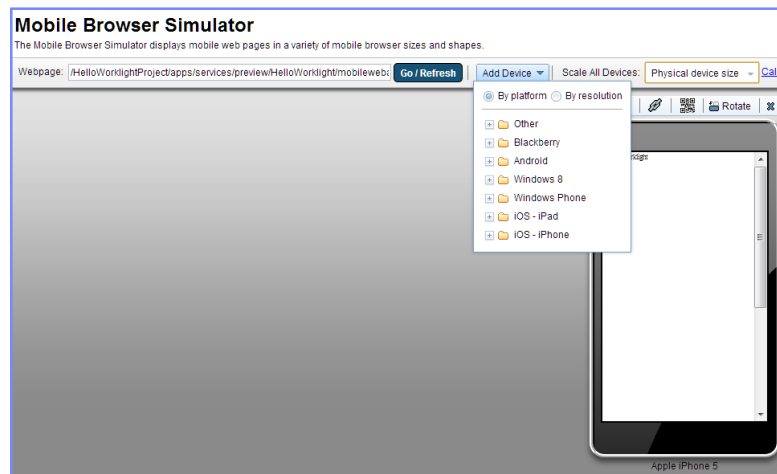 Mobile Browser Simulator
The Mobile Browser Simulator displays mobile web pages in a variety of mobile browser sizes and shapes.
Webpage: /HelloWorklightProject/apps/services/preview/HelloWorklight/mobileweba Go / Refresh Add Device Scale All Devices: Physical device size Cal
By platform By resolution
Rotate
Other
Blackberry
Android
Windows 8
Windows Phone
iOS - iPad
iOS - iPhone
Apple iPhone 5